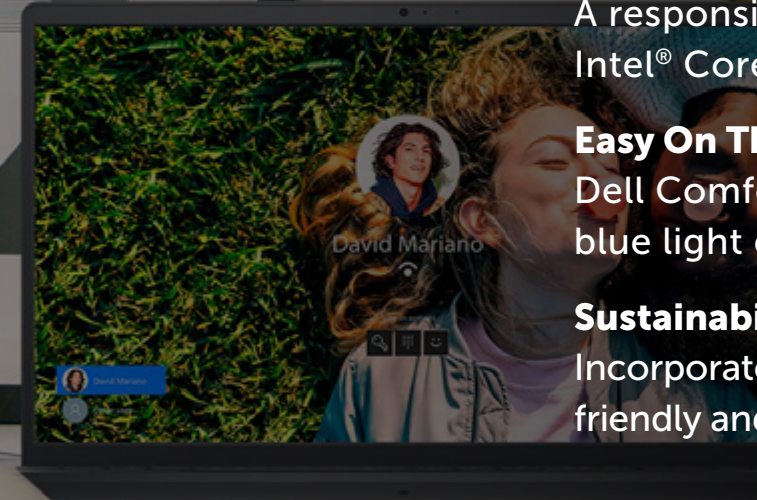 A responsi
Intel® Core
Easy On Th
Dell Comfo
blue light
Sustainabi
Incorporate
friendly and
David Mariano
David Mariano